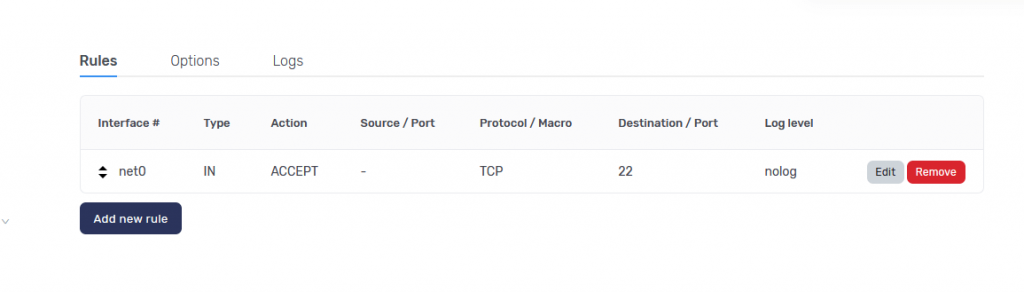 Rules Options Logs
Interface # Type Action Source / Port Protocol / Macro Destination / Port Log level
net0 IN ACCEPT - TCP 22 nolog Edit Remove
Add new rule